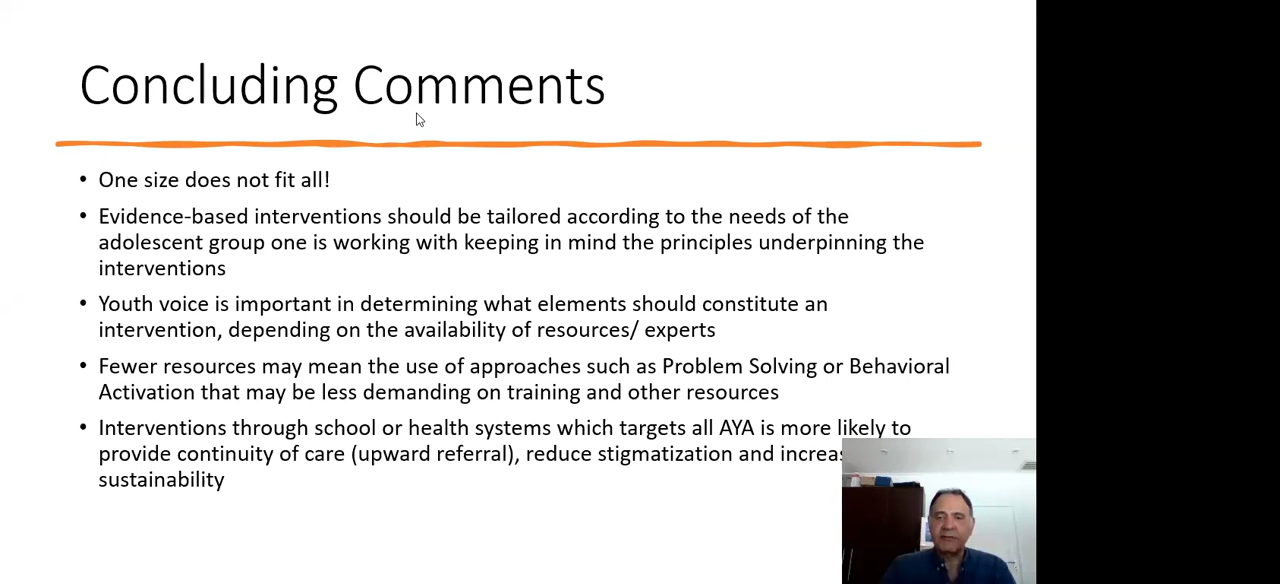 Concluding Comments
• One size does not fit all!
• Evidence-based interventions should be tailored according to the needs of the
adolescent group one is working with keeping in mind the principles underpinning the
interventions
• Youth voice is important in determining what elements should constitute an
intervention, depending on the availability of resources/ experts
• Fewer resources may mean the use of approaches such as Problem Solving or Behavioral
Activation that may be less demanding on training and other resources
• Interventions through school or health systems which targets all AYA is more likely to
provide continuity of care (upward referral), reduce stigmatization and
sustainability